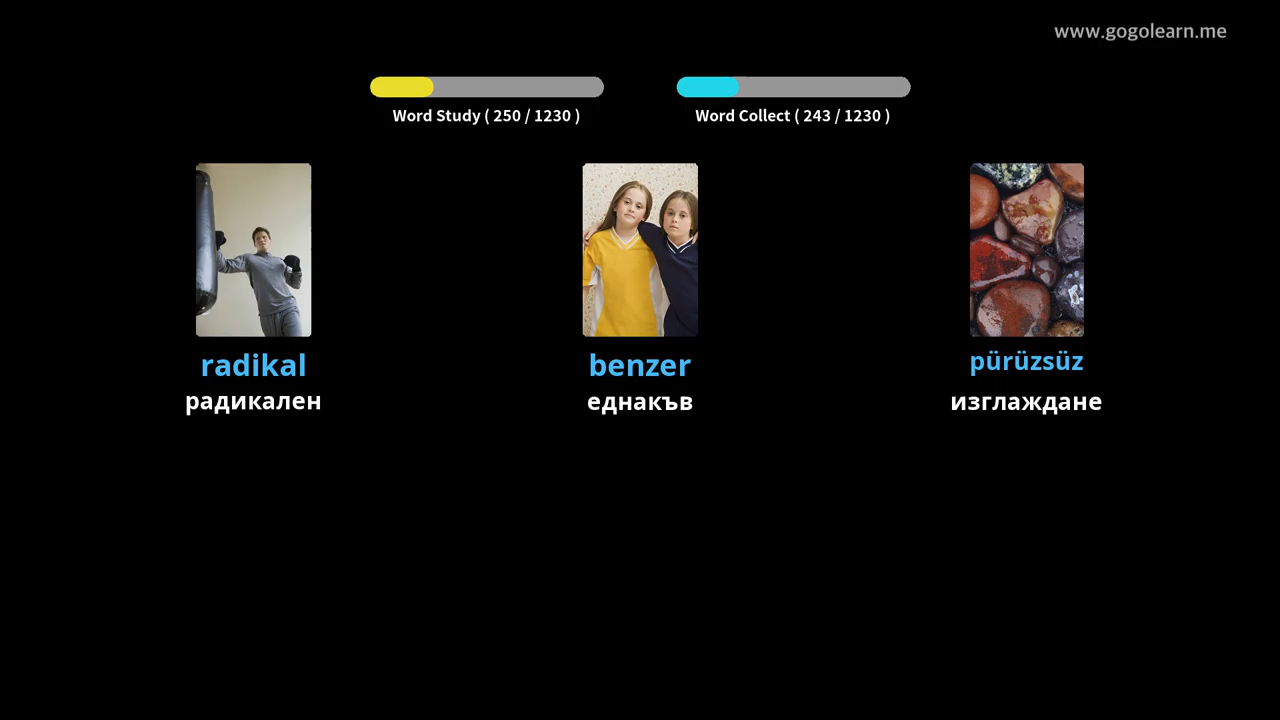 www.gogolearn.me
Word Study ( 250 / 1230 )
Word Collect ( 243 / 1230 )
radikal
радикален
benzer
еднакъв
pürüzsüz
изглаждане